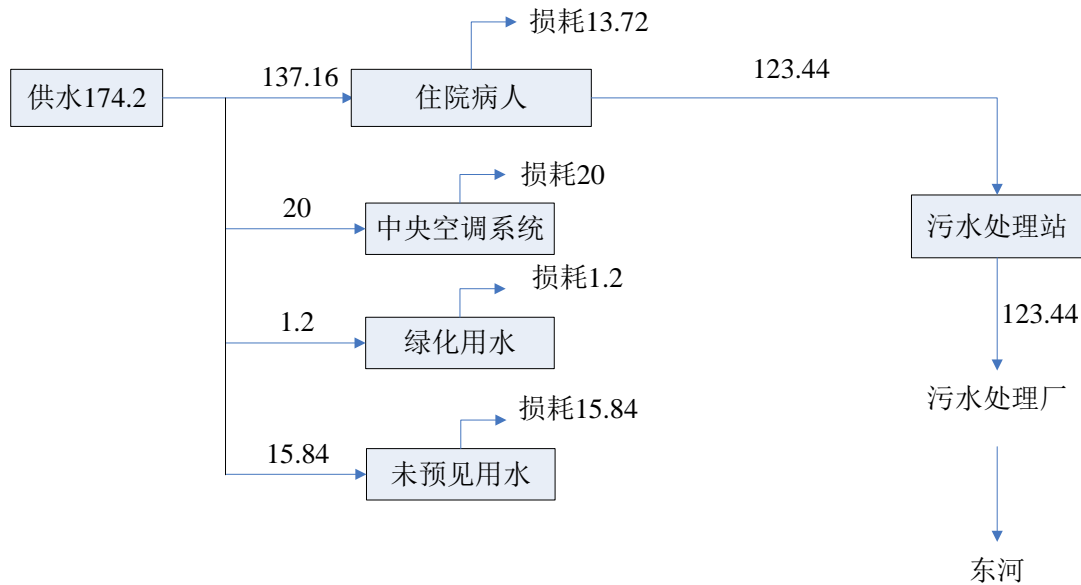 损耗13.72
供水174.2
137.16
住院病人
123.44
损耗20
20
中央空调系统
污水处理站
损耗1.2
1.2
绿化用水
123.44
污水处理厂
损耗15.84
15.84
未预见用水
东河